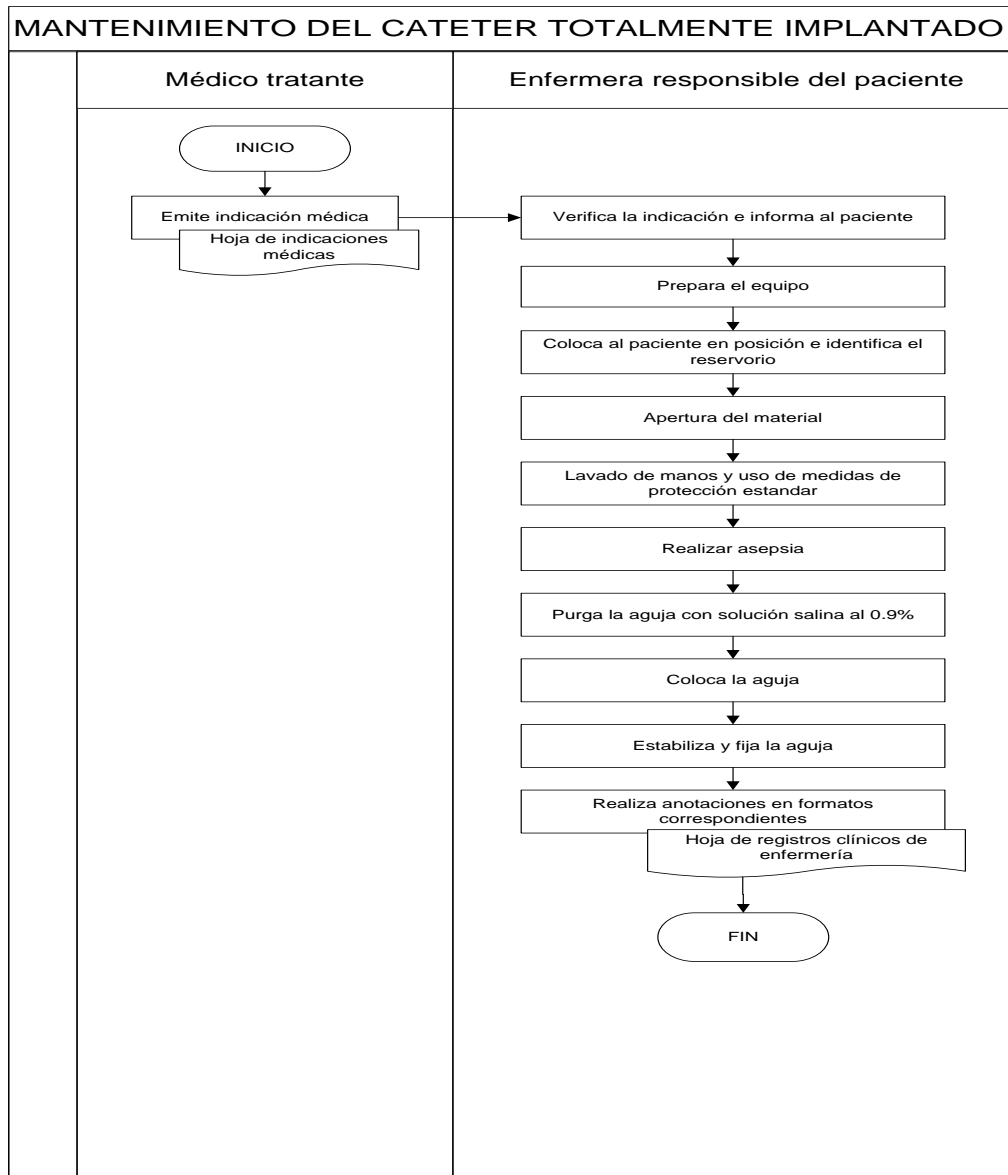 MANTENIMIENTO DEL CATETER TOTALMENTE IMPLANTADO
Médico tratante
Enfermera responsible del paciente
INICIO
Emite indicación médica
Hoja de indicaciones
médicas
Verifica la indicación e informa al paciente
Prepara el equipo
Coloca al paciente en posición e identifica el
reservorio
Apertura del material
Lavado de manos y uso de medidas de
protección estandar
Realizar asepsia
Purga la aguja con solución salina al 0.9%
Coloca la aguja
Estabiliza y fija la aguja
Realiza anotaciones en formatos
correspondientes
Hoja de registros clínicos de
enfermería
FIN